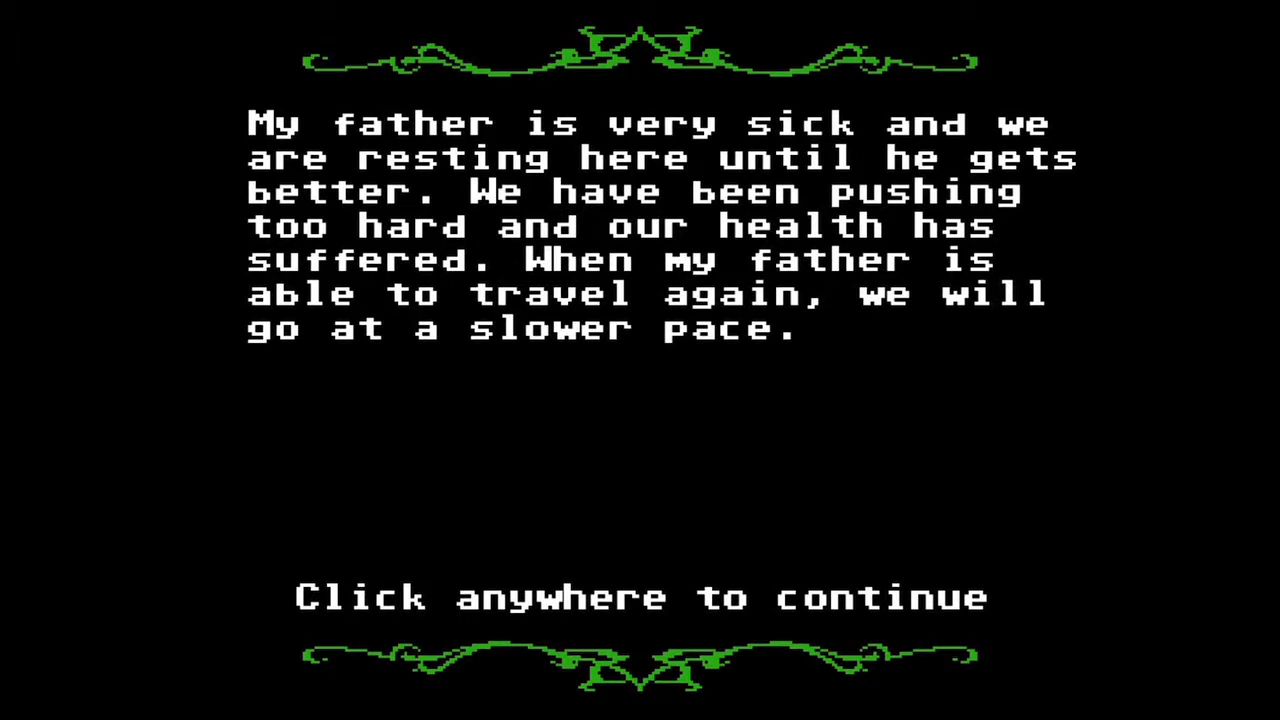 My father is very sick and we
are resting here until he gets
better. We have been pushing
too hard and our health has
suffered. When my father is
able to travel again, we will
go at a slower pace.
Click anywhere to continue